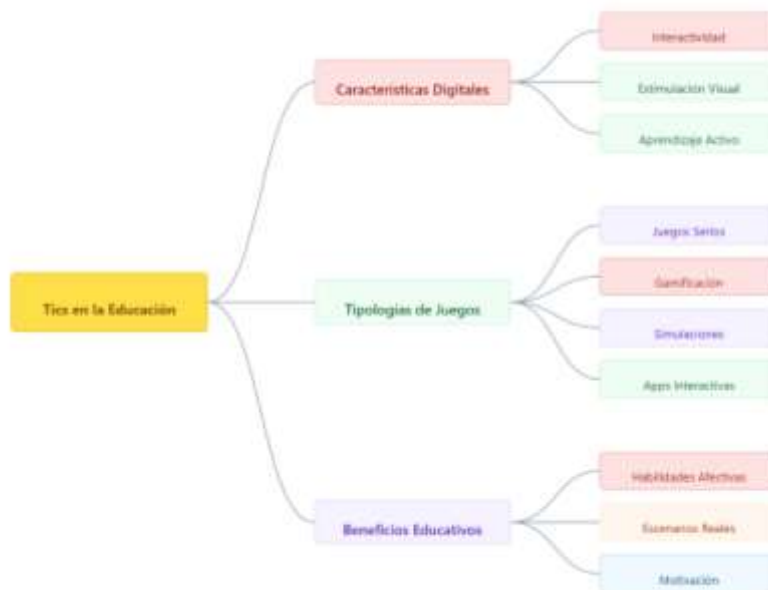 Interactividad
Características Digitales
Estimulación Visual
Aprendizaje Activo
Juegos Serios
Gamificación
Tics en la Educación
Tipologías de Juegos
Simulaciones
Apps Interactivas
Habilidades Afectivas
Beneficios Educativos
Escenarios Reales
Motivación